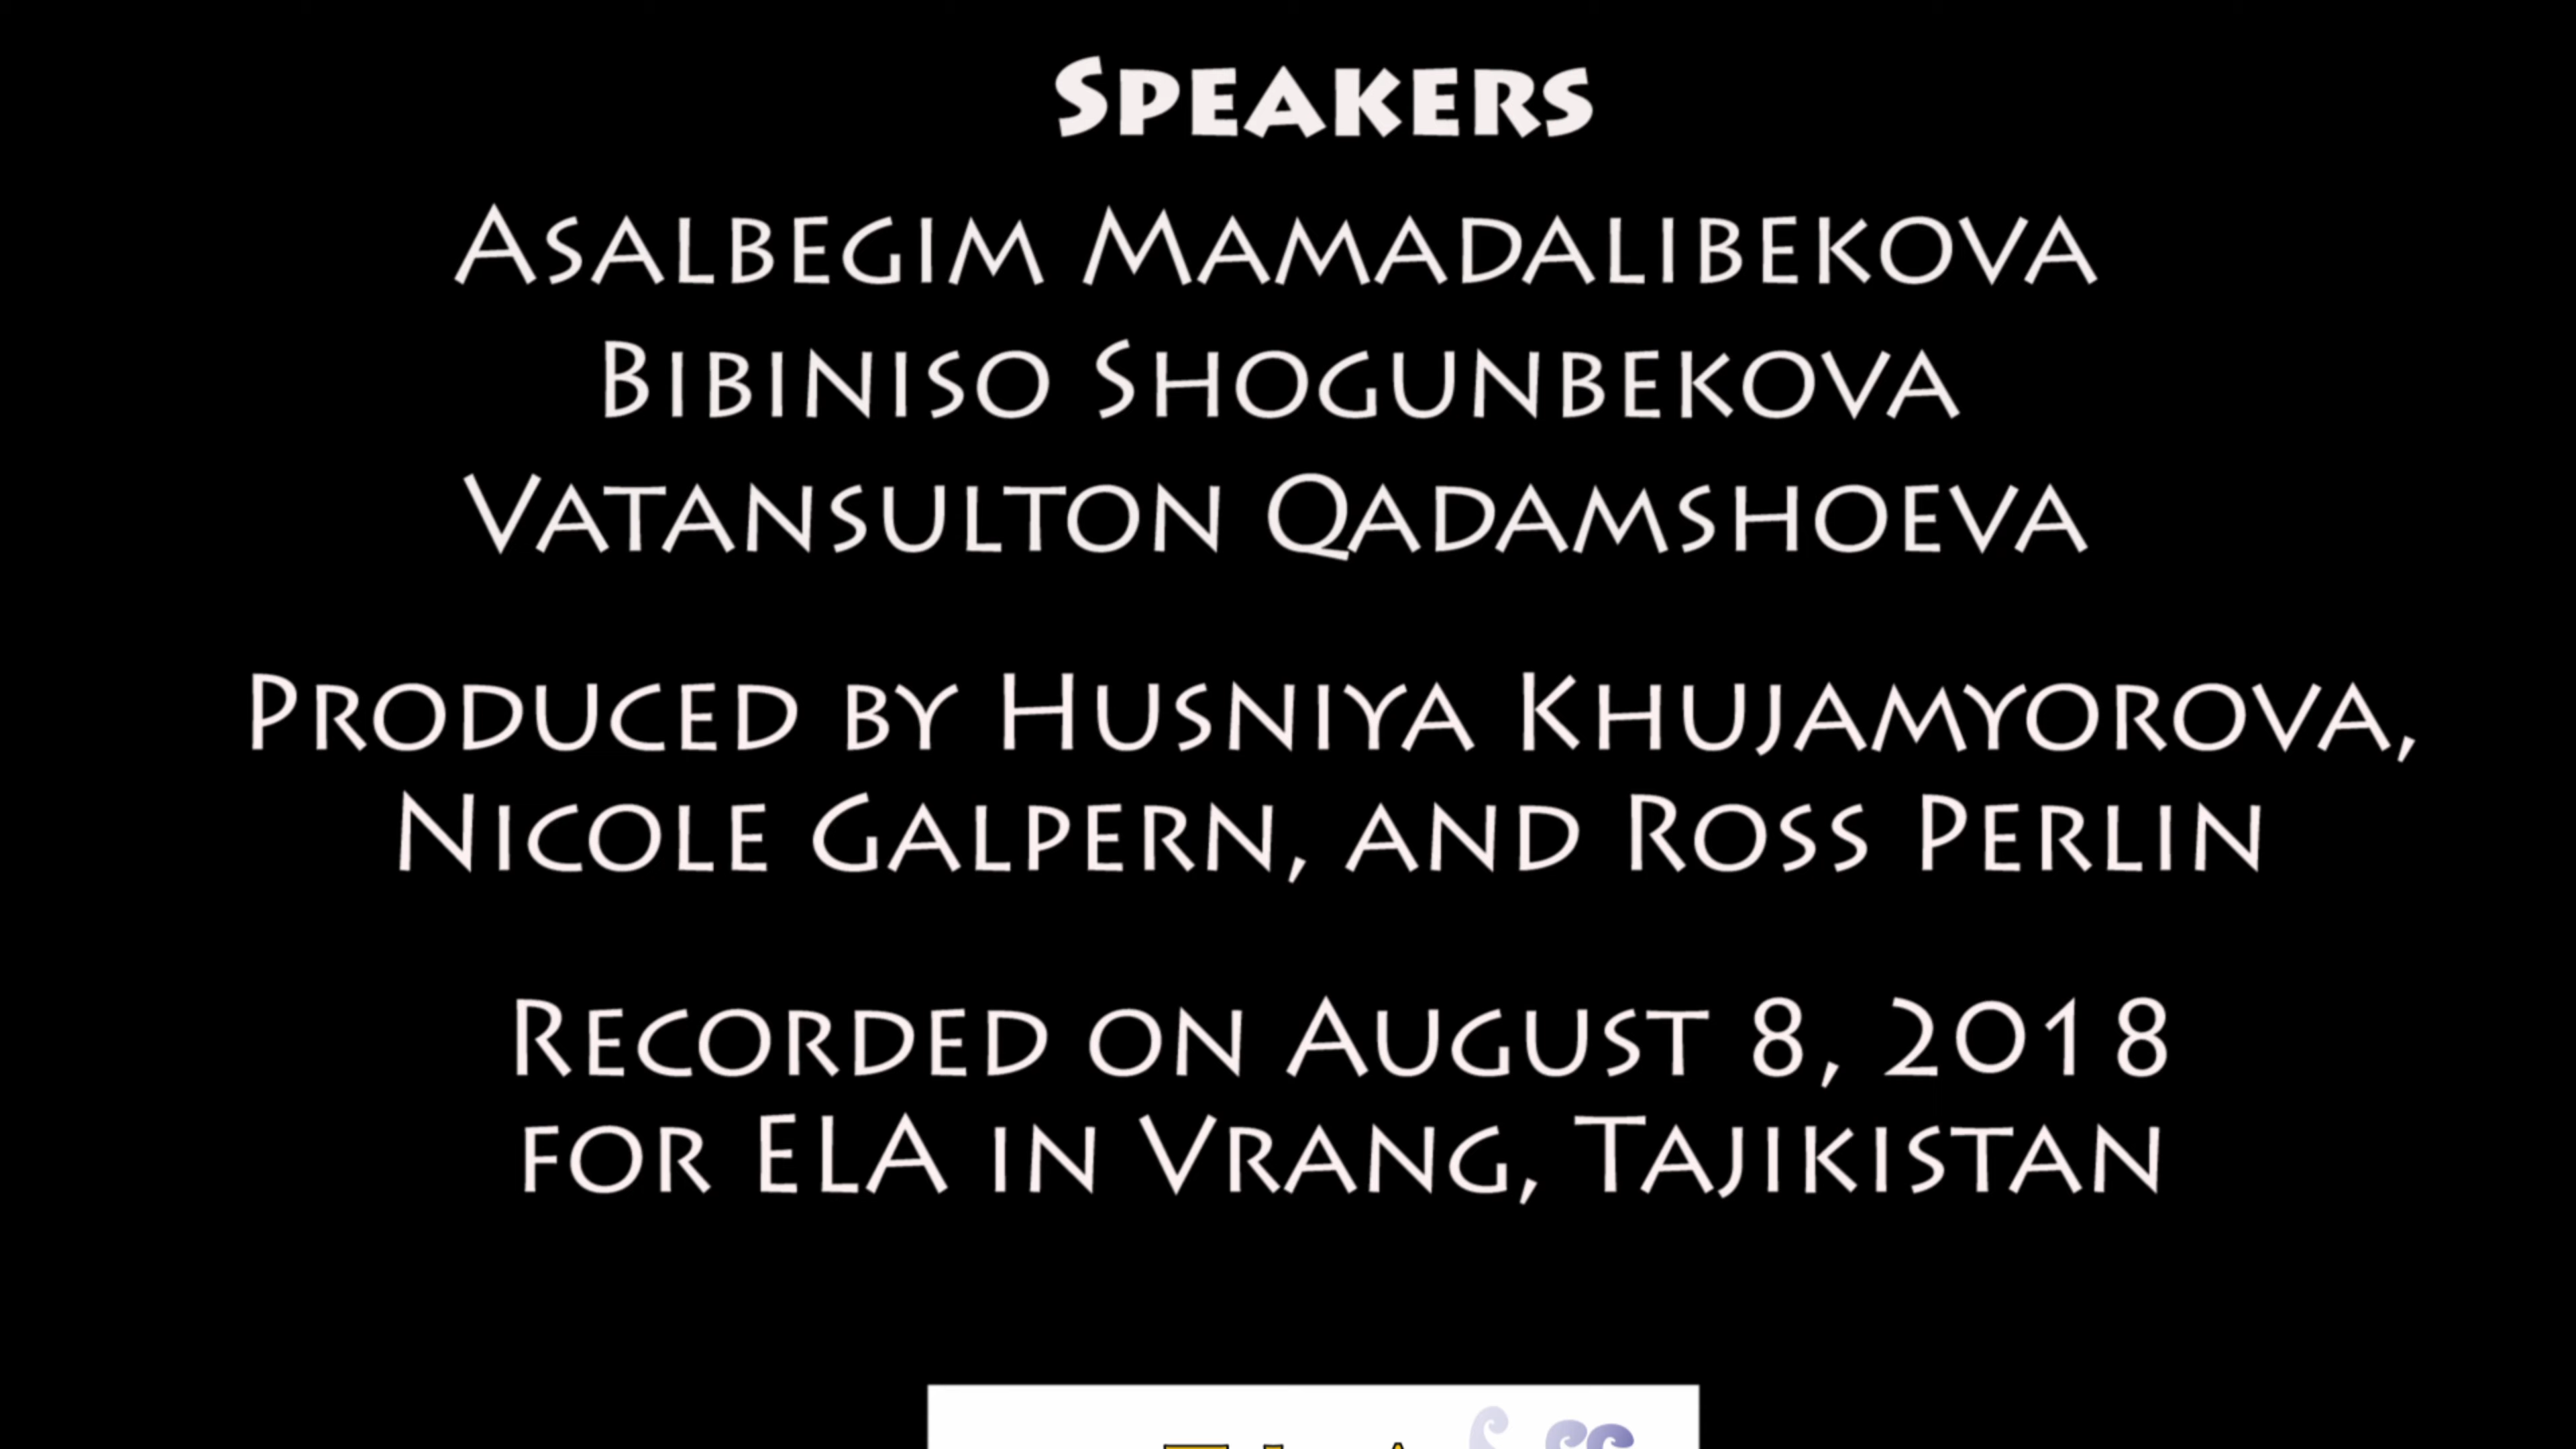 Speakers
Asalbegim Mamadalibekova
Bibiniso Shogunbekova
Vatansulton Qadamshoeva
Produced by Husniya Khujamyorova,
Nicole Galpern, and Ross Perlin
Recorded on August 8, 2018
for ELA in Vrang, Tajikistan